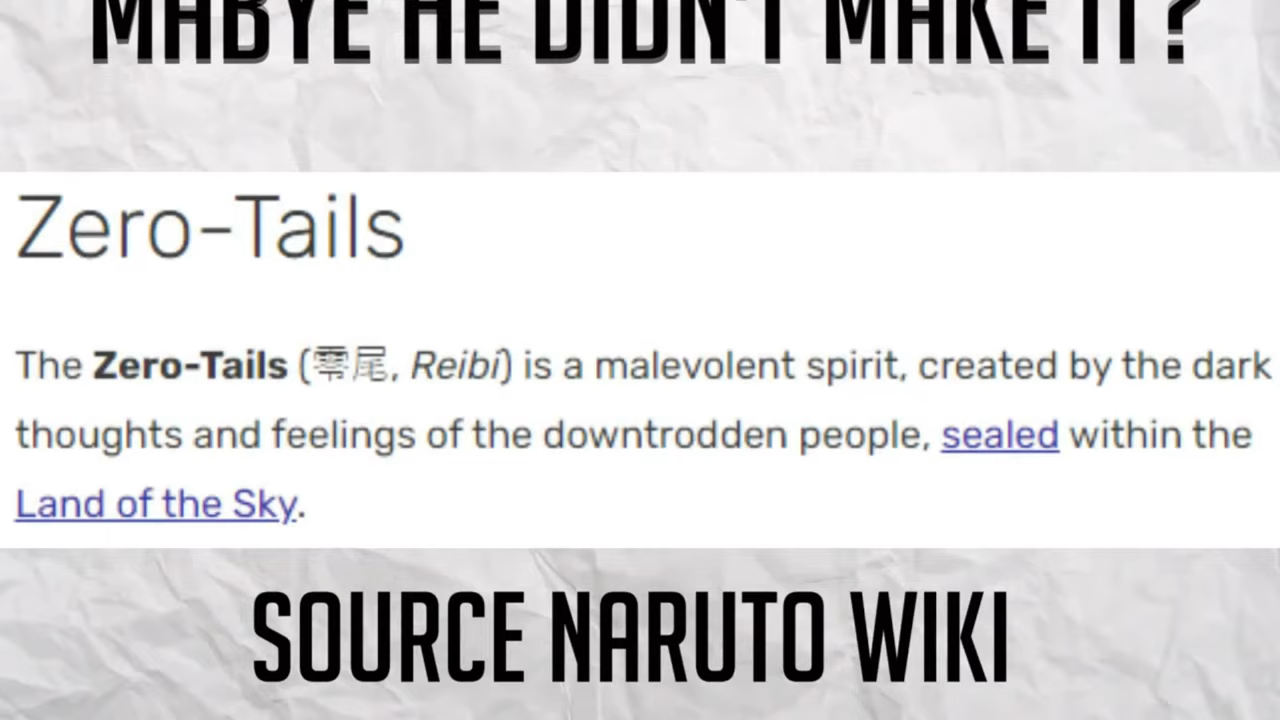 MABYE HE DIDN'T MAKE IT?
Zero-Tails
The Zero-Tails (零尾, Reibi) is a malevolent spirit, created by the dark
thoughts and feelings of the downtrodden people, sealed within the
Land of the Sky.
SOURCE NARUTO WIKI